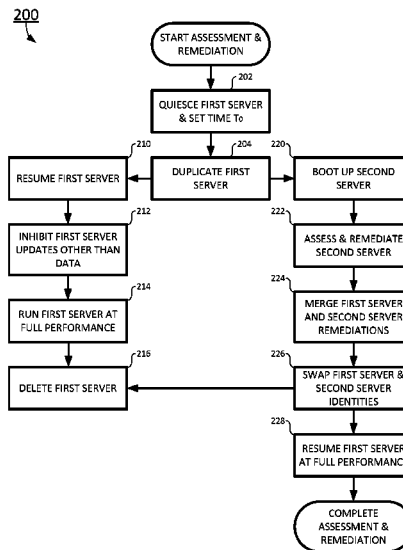 200
START ASSESSMENT &
REMEDIATION
202
QUIESCE FIRST SERVER
& SET TIME T0
204
DUPLICATE FIRST
SERVER
210
RESUME FIRST SERVER
212
INHIBIT FIRST SERVER
UPDATES OTHER THAN
DATA
214
RUN FIRST SERVER AT
FULL PERFORMANCE
216
DELETE FIRST SERVER
220
BOOT UP SECOND
SERVER
222
ASSESS & REMEDIATE
SECOND SERVER
224
MERGE FIRST SERVER
AND SECOND SERVER
REMEDIATIONS
226
SWAP FIRST SERVER &
SECOND SERVER
IDENTITIES
228
RESUME FIRST SERVER
AT FULL PERFORMANCE
COMPLETE
ASSESSMENT &
REMEDIATION